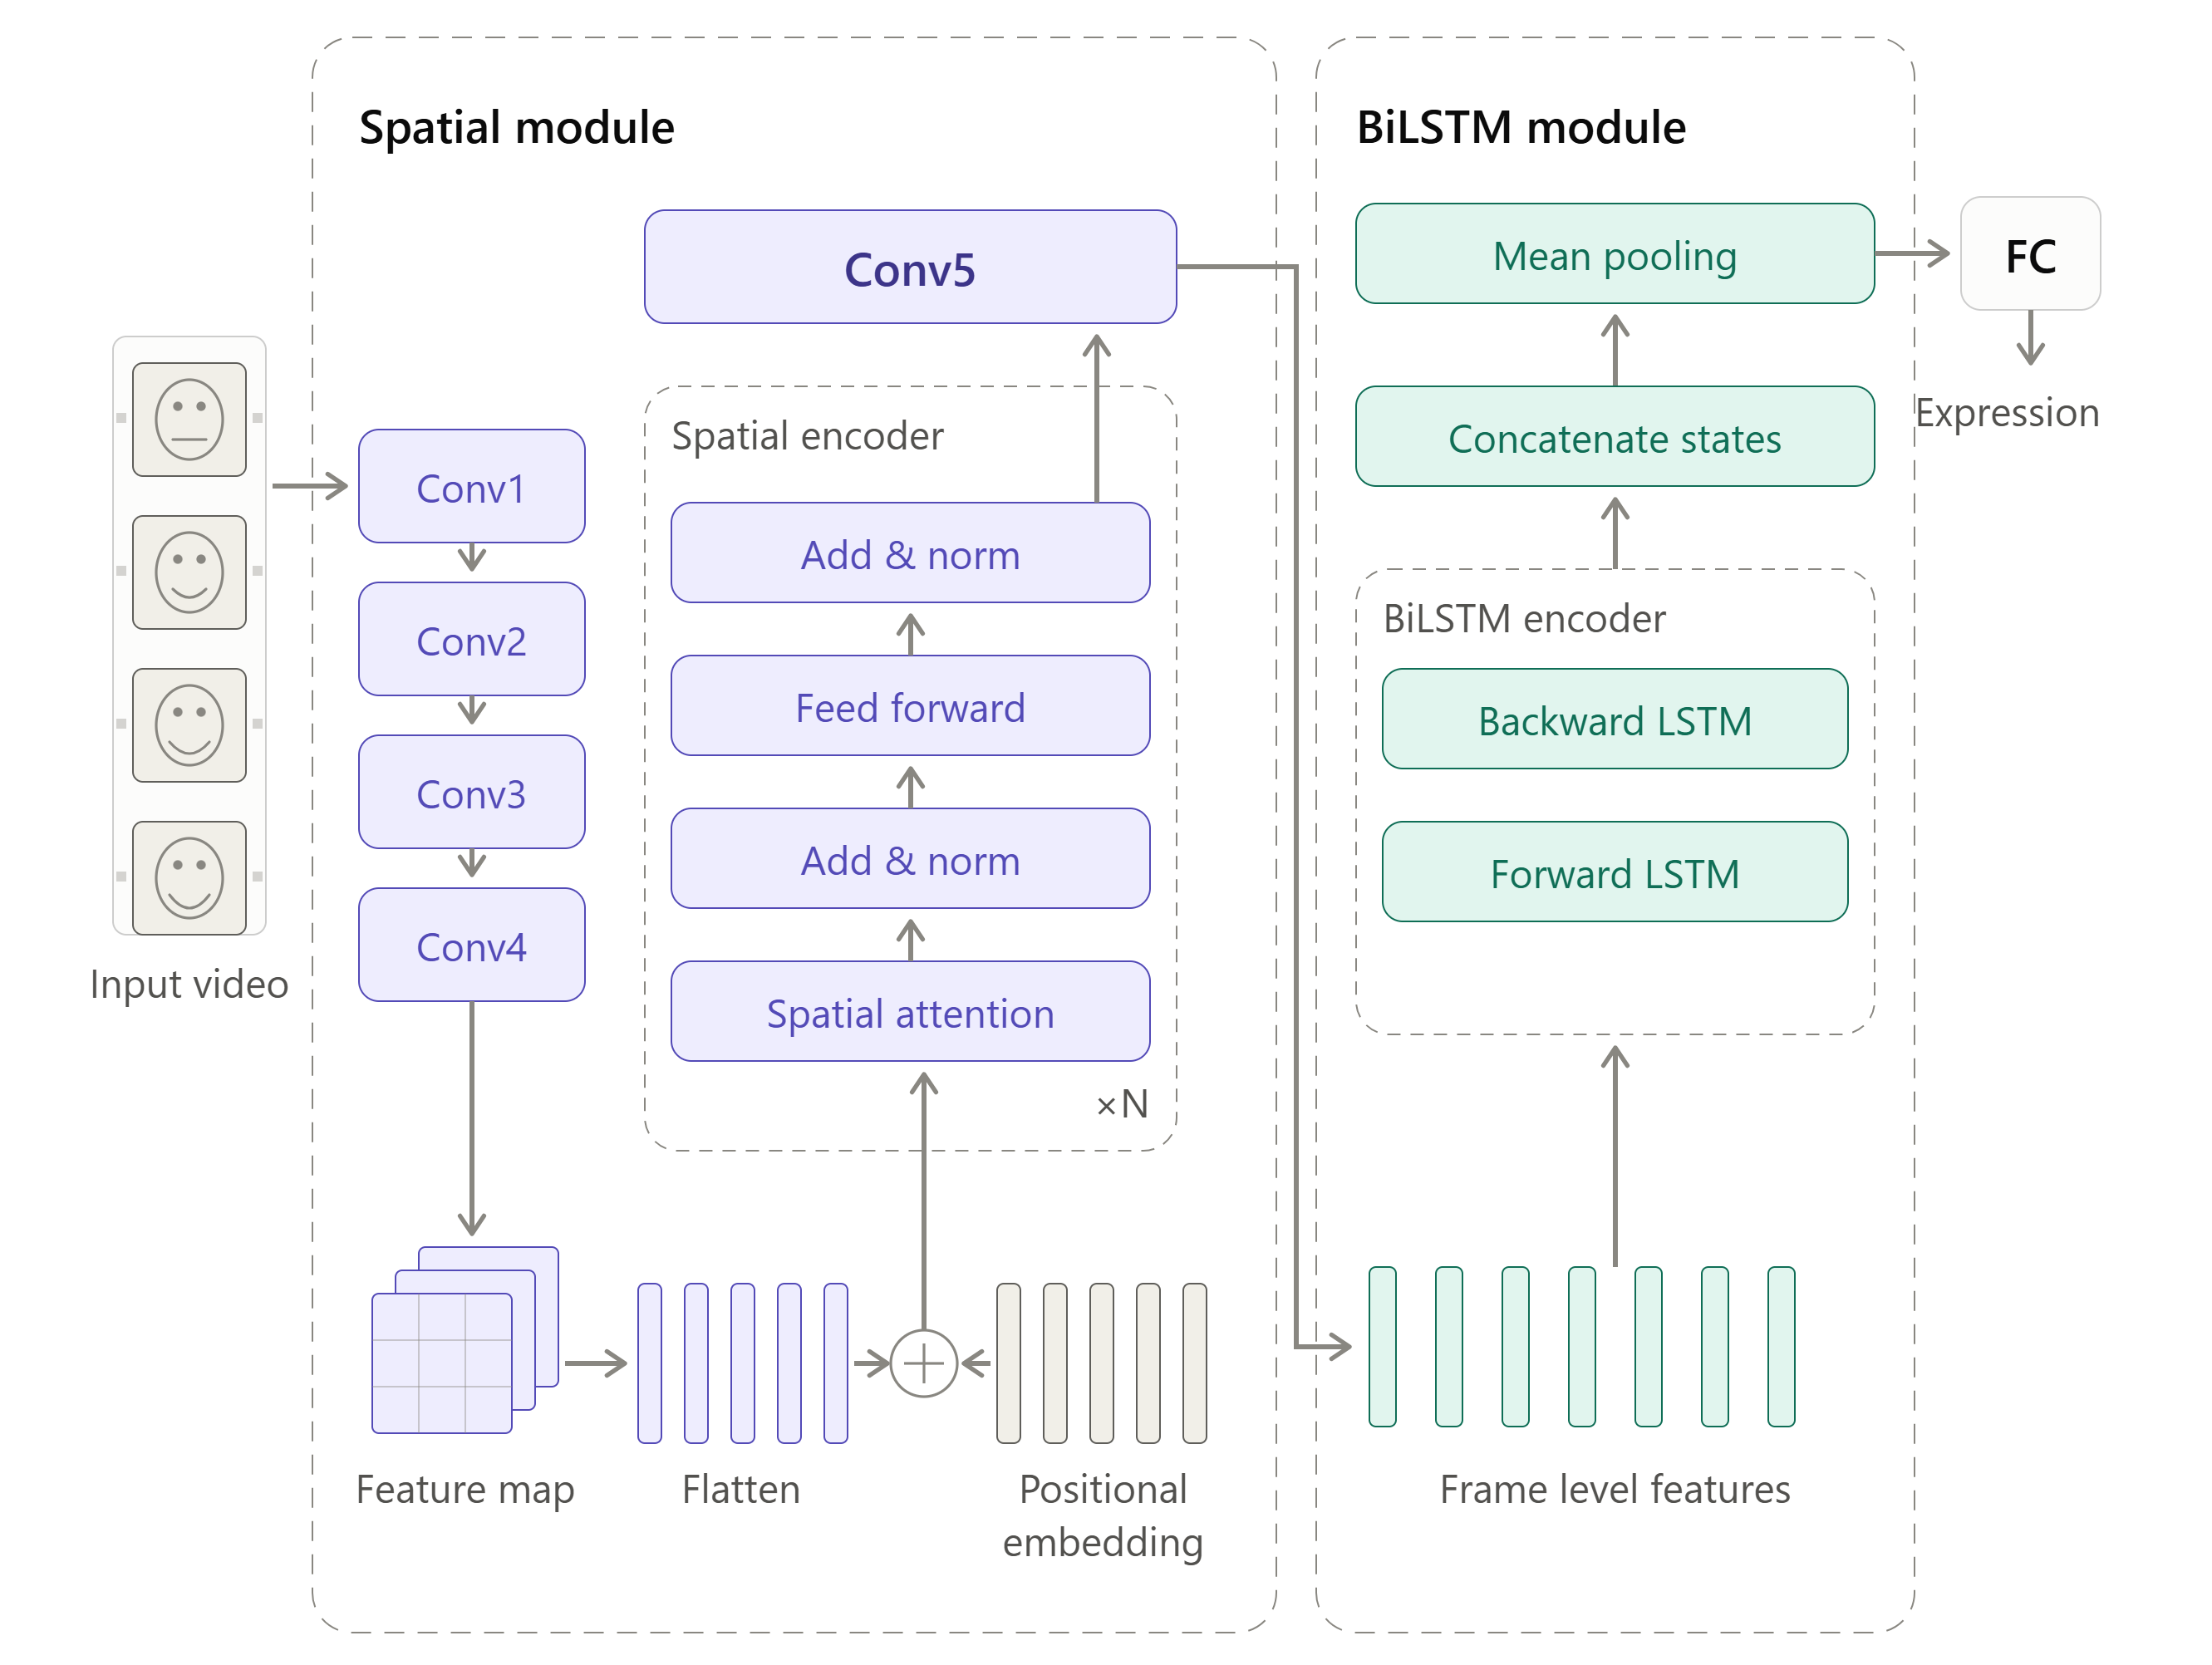 Input video
Spatial module
Conv1
Conv2
Conv3
Conv4
Feature map
Flatten
Positional
embedding
Conv5
Spatial encoder
Add & norm
Feed forward
Add & norm
Spatial attention
×N
BiLSTM module
Mean pooling
Concatenate states
BiLSTM encoder
Backward LSTM
Forward LSTM
Frame level features
FC
Expression